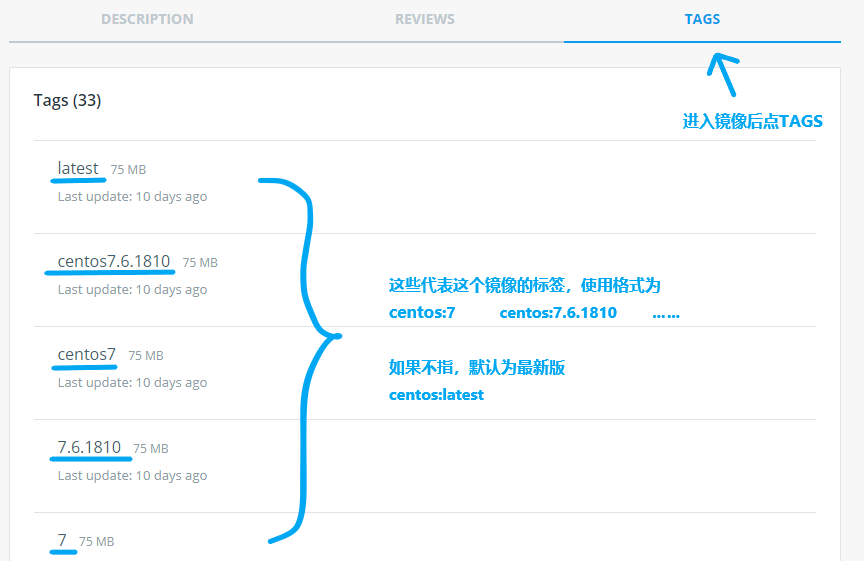 DESCRIPTION REVIEWS TAGS
进入镜像后点TAGS
Tags (33)
latest 75 MB
Last update: 10 days ago
centos7.6.1810 75 MB
Last update: 10 days ago
这些代表这个镜像的标签，使用格式为
centos:7 centos:7.6.1810 ……
centos7 75 MB
Last update: 10 days ago
如果不指，默认为最新版
centos:latest
7.6.1810 75 MB
Last update: 10 days ago
7 75 MB